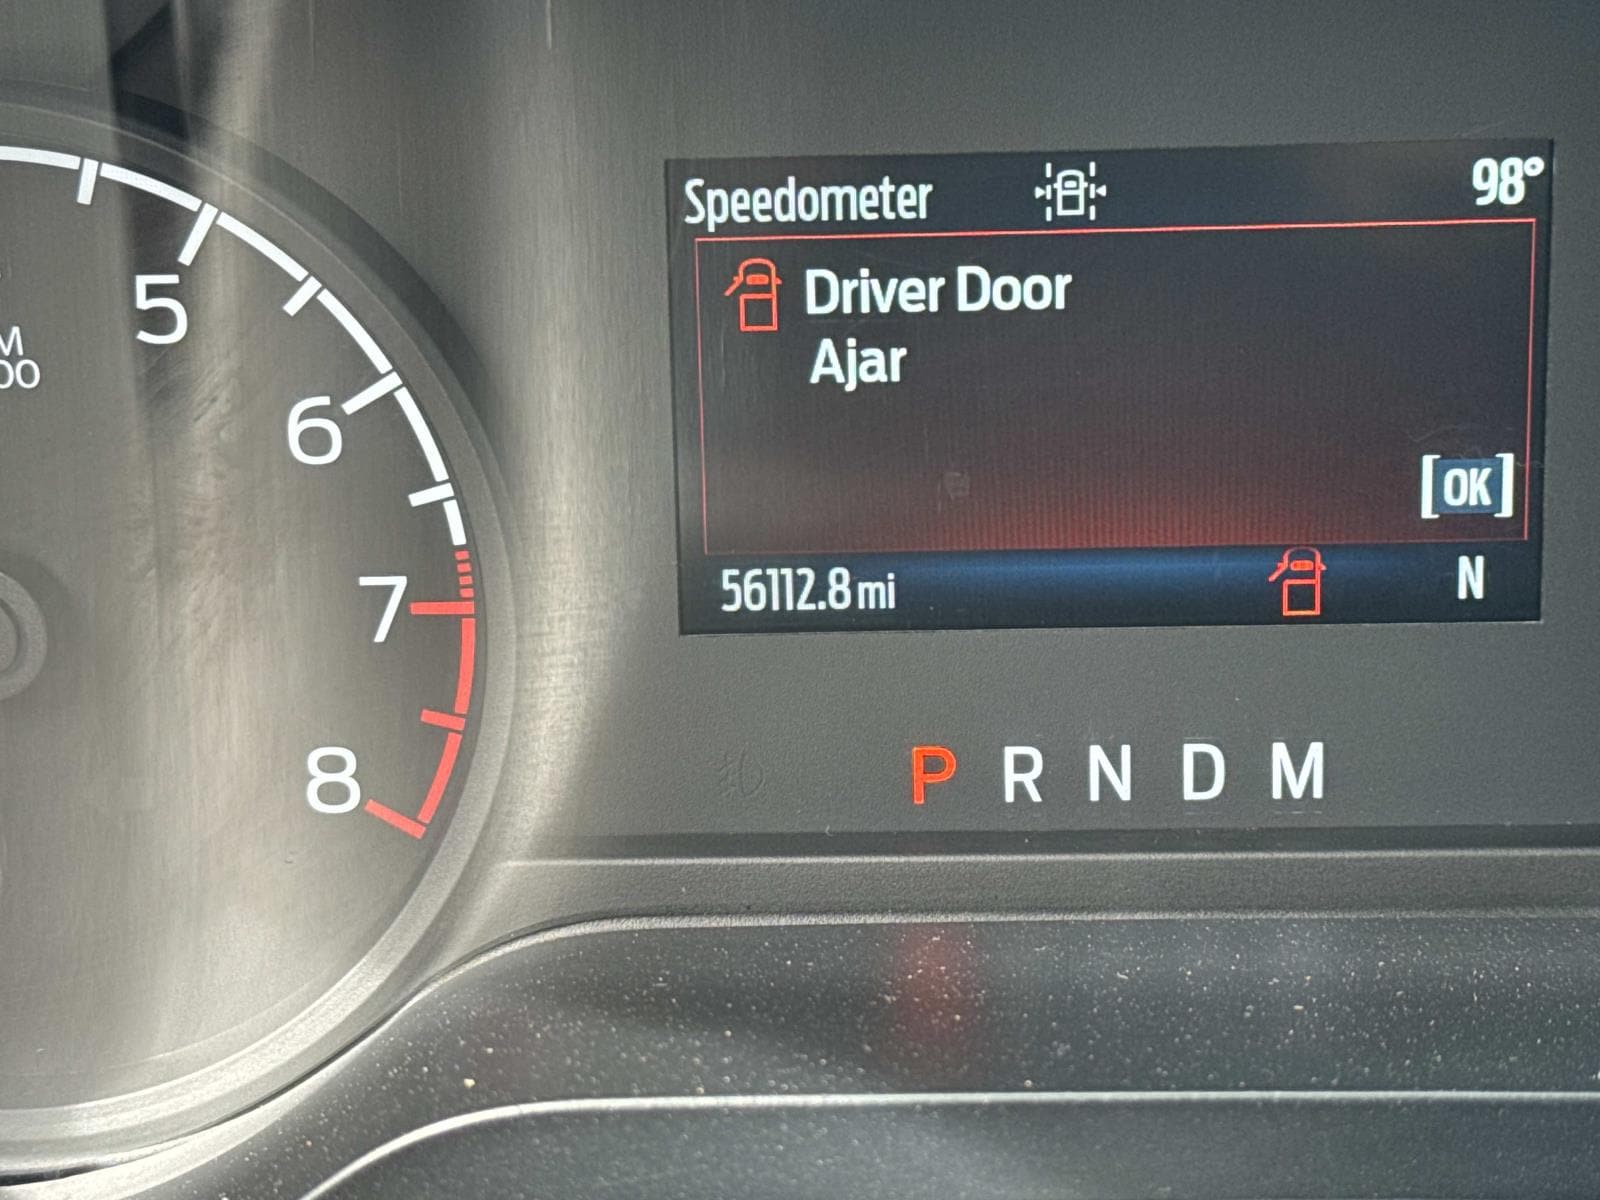 Speedometer 98°
Driver Door
Ajar
[OK]
56112.8 mi N
5
6
7
8
P R N D M